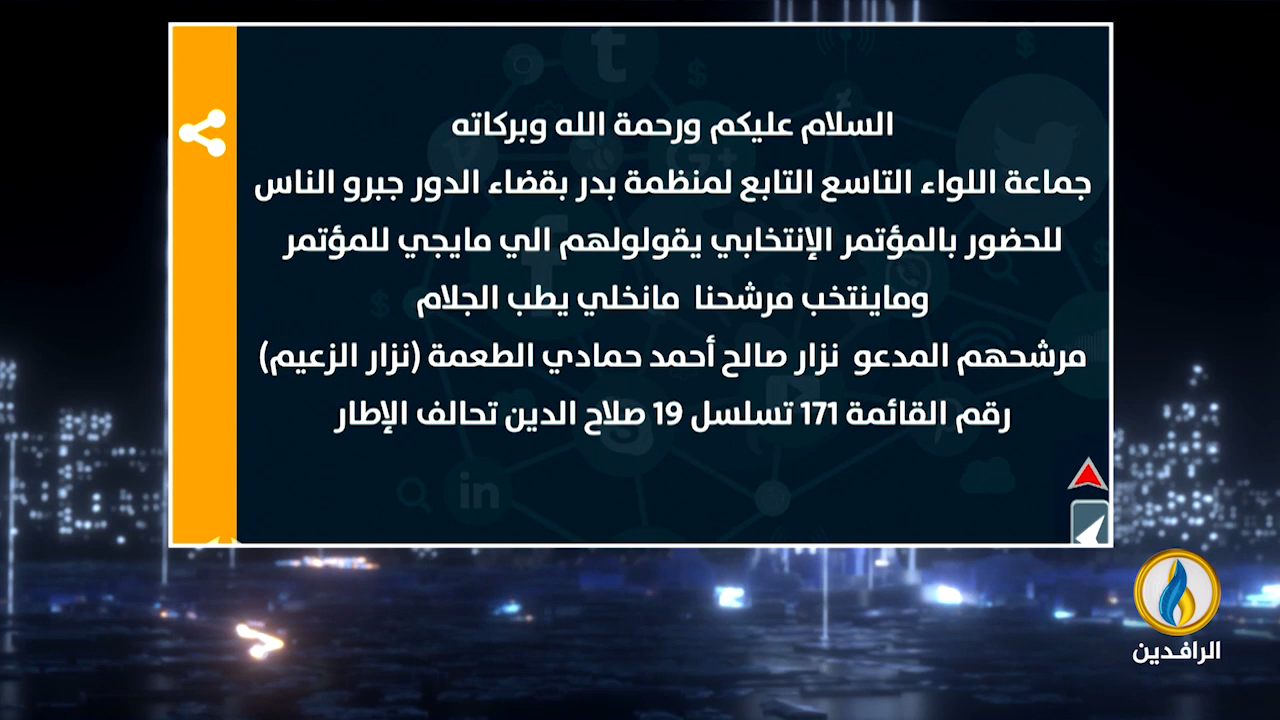 السلام عليكم ورحمة الله وبركاته
جماعة اللواء التاسع التابع لمنظمة بدر بقضاء الدور جبرو الناس
للحضور بالمؤتمر الإنتخابي يقولولهم الي مايجي للمؤتمر
وماينتخب مرشحنا مانخلي يطب الجلام
مرشحهم المدعو نزار صالح أحمد حمادي الطعمة (نزار الزعيم)
رقم القائمة 171 تسلسل 19 صلاح الدين تحالف الإطار
in
الرافدين